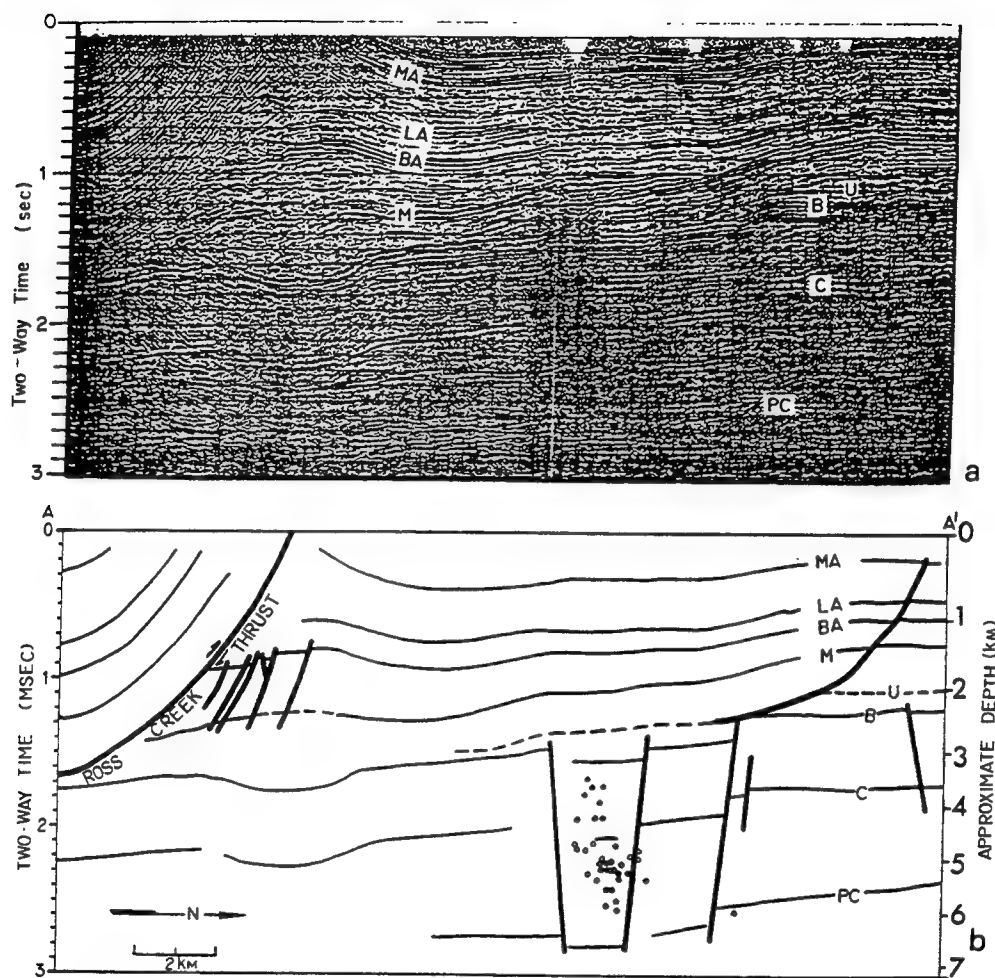 0
MA
LA
BA
1
U
M
B
C
2
PC
3
Two-Way Time (sec)
a
A
A'
0
0
MA
LA
1
BA
M
1
2
U
B
3
C
4
2
5
PC
6
3
7
ROSS CREEK THRUST
N
2 KM
TWO-WAY TIME (MSEC)
APPROXIMATE DEPTH (KM)
b